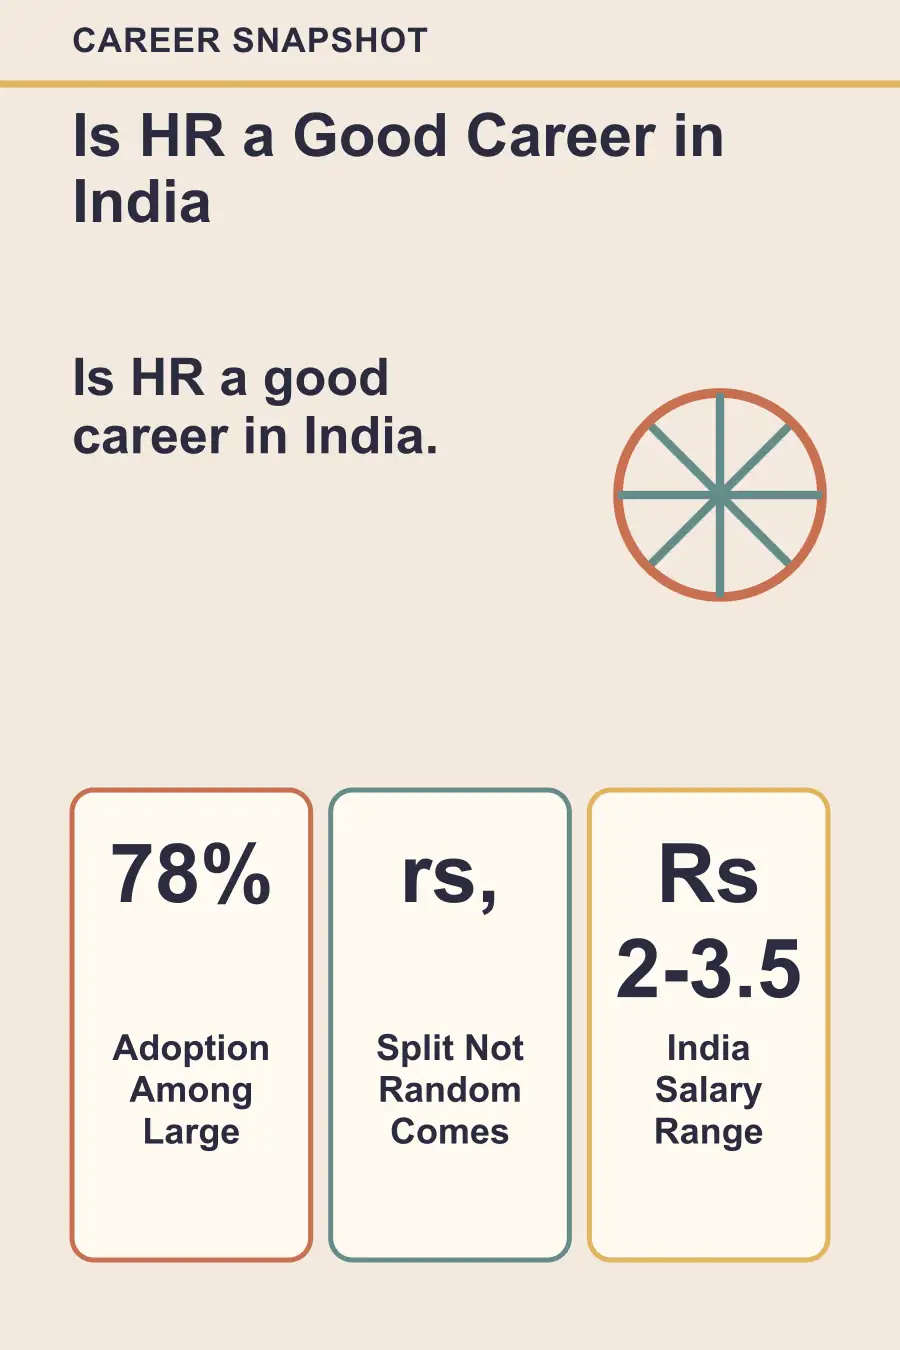 CAREER SNAPSHOT
Is HR a Good Career in
India
Is HR a good
career in India.
78%
Adoption
Among
Large
rs,
Split Not
Random
Comes
Rs
2-3.5
India
Salary
Range